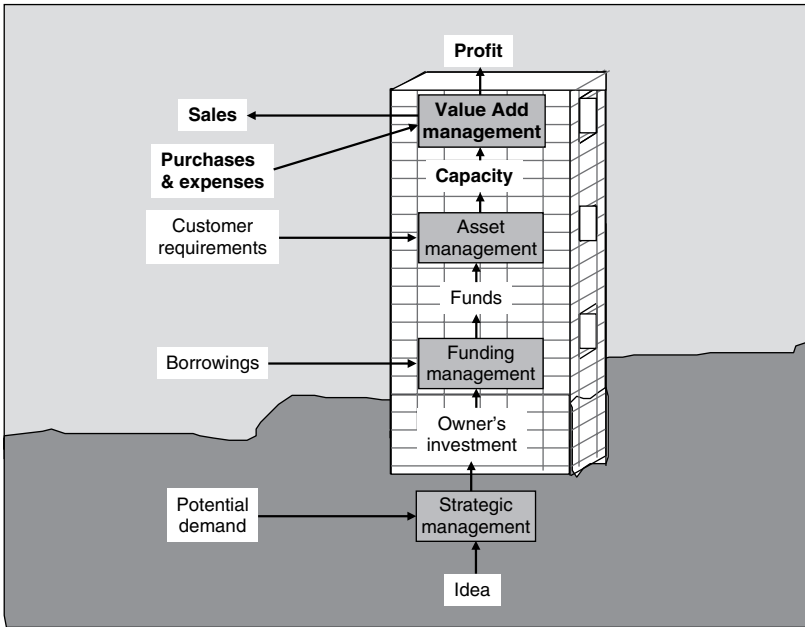 Profit
Sales
Value Add
management
Purchases
& expenses
Capacity
Customer
requirements
Asset
management
Funds
Borrowings
Funding
management
Owner's
investment
Potential
demand
Strategic
management
Idea